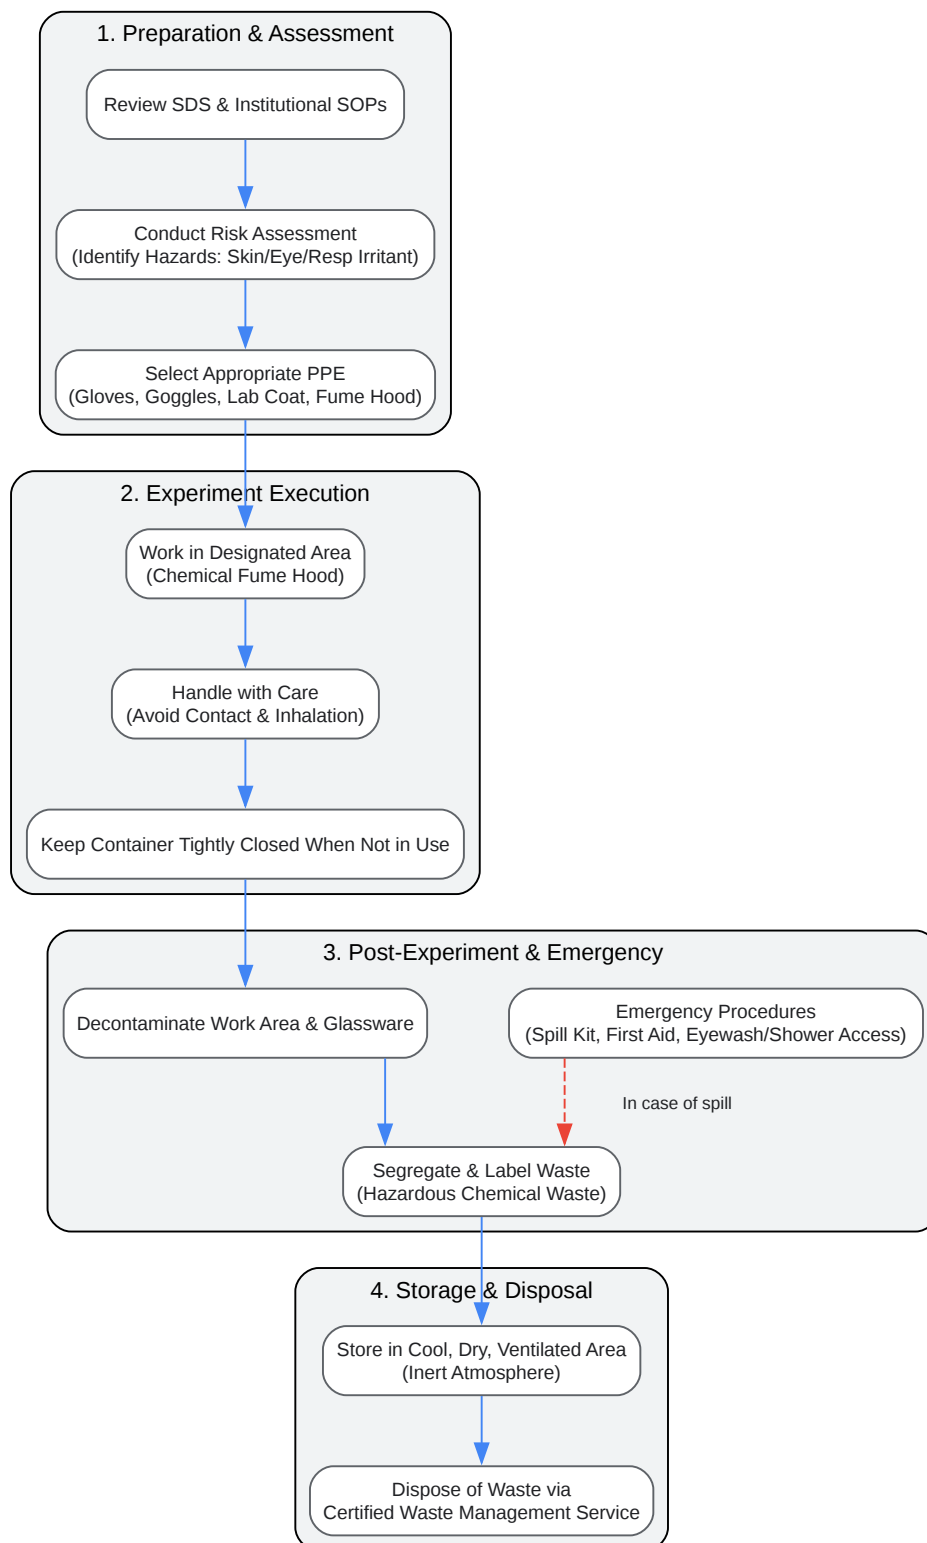 1. Preparation & Assessment
Review SDS & Institutional SOPs
Conduct Risk Assessment
(Identify Hazards: Skin/Eye/Resp Irritant)
Select Appropriate PPE
(Gloves, Goggles, Lab Coat, Fume Hood)
2. Experiment Execution
Work in Designated Area
(Chemical Fume Hood)
Handle with Care
(Avoid Contact & Inhalation)
Keep Container Tightly Closed When Not in Use
3. Post-Experiment & Emergency
Decontaminate Work Area & Glassware
Emergency Procedures
(Spill Kit, First Aid, Eyewash/Shower Access)
In case of spill
Segregate & Label Waste
(Hazardous Chemical Waste)
4. Storage & Disposal
Store in Cool, Dry, Ventilated Area
(Inert Atmosphere)
Dispose of Waste via
Certified Waste Management Service